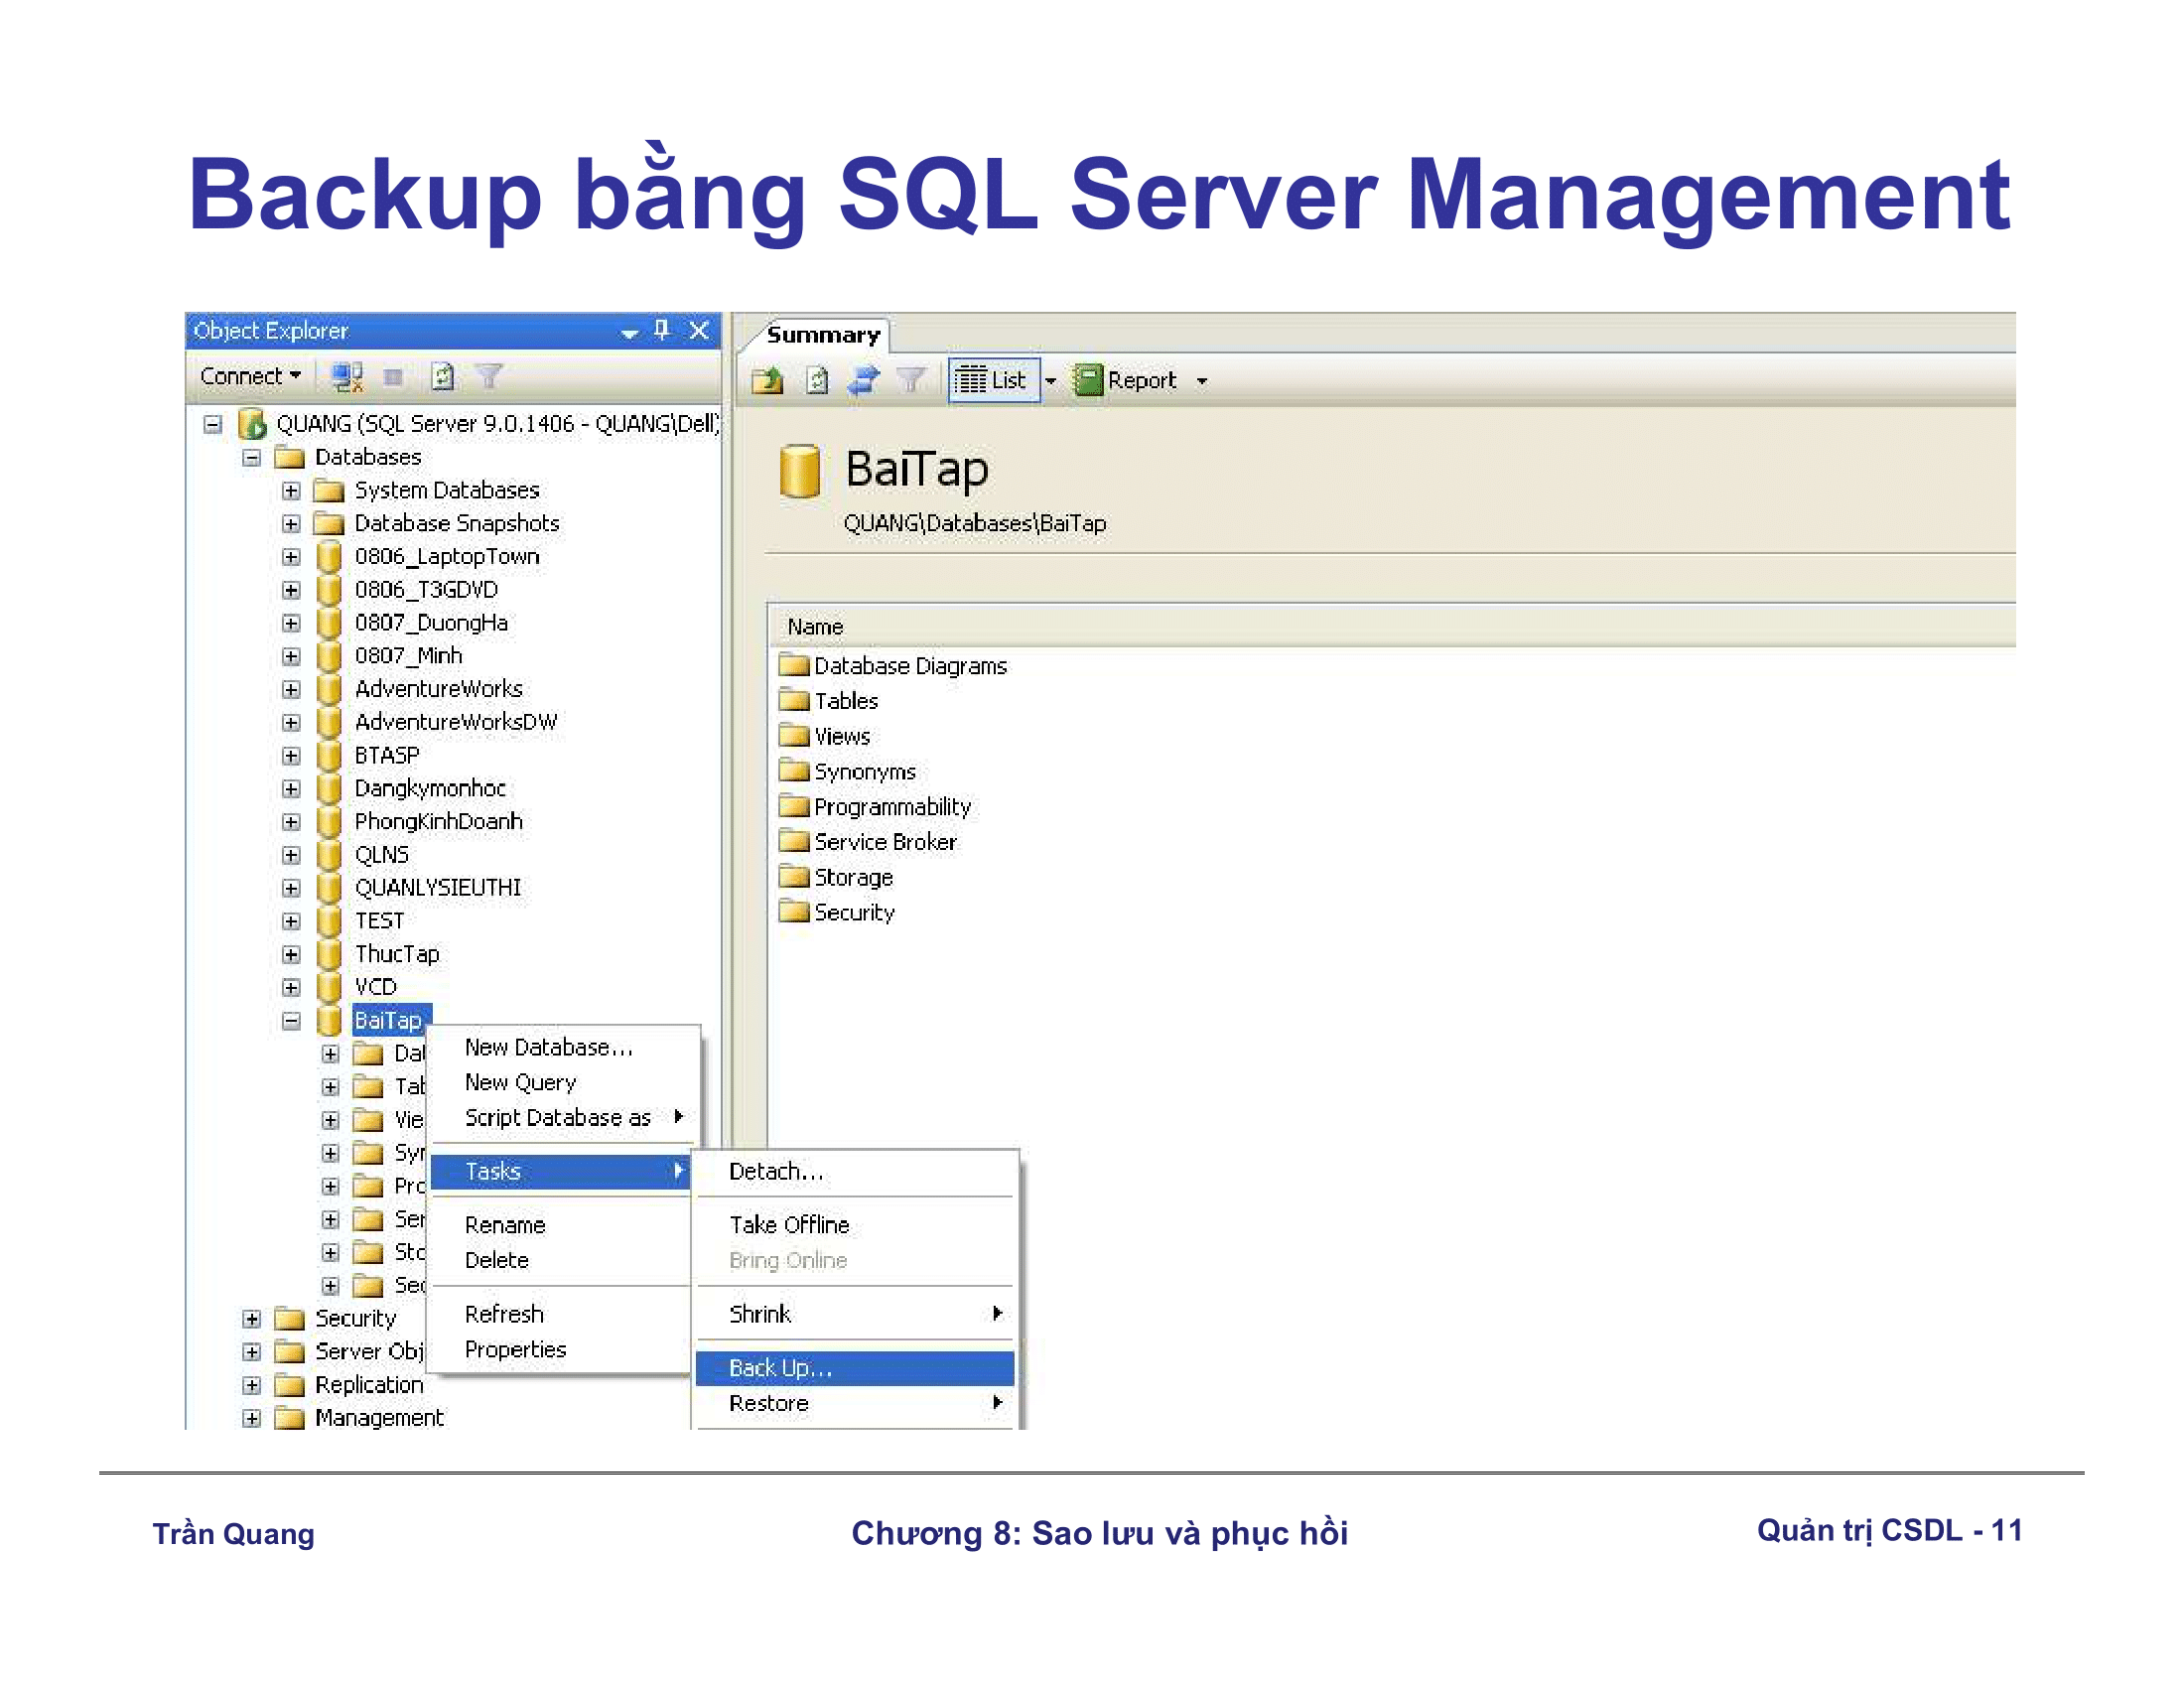 Backup bằng SQL Server Management
Object Explorer
Connect
QUANG (SQL Server 9.0.1406 - QUANG\Dell)
Databases
System Databases
Database Snapshots
0806_LaptopTown
0806_T3GDVD
0807_DuongHa
0807_Minh
AdventureWorks
AdventureWorksDW
BTASP
Dangkymonhoc
PhongKinhDoanh
QLNS
QUANLYSIEUTHI
TEST
ThucTap
VCD
BaiTap
Dat
Tab
Vie
Syn
Pro
Ser
Sto
Sec
Security
Server Obj
Replication
Management
New Database...
New Query
Script Database as
Tasks
Rename
Delete
Refresh
Properties
Detach...
Take Offline
Bring Online
Shrink
Back Up...
Restore
Summary
List
Report
BaiTap
QUANG\Databases\BaiTap
Name
Database Diagrams
Tables
Views
Synonyms
Programmability
Service Broker
Storage
Security
Trần Quang
Chương 8: Sao lưu và phục hồi
Quản trị CSDL - 11